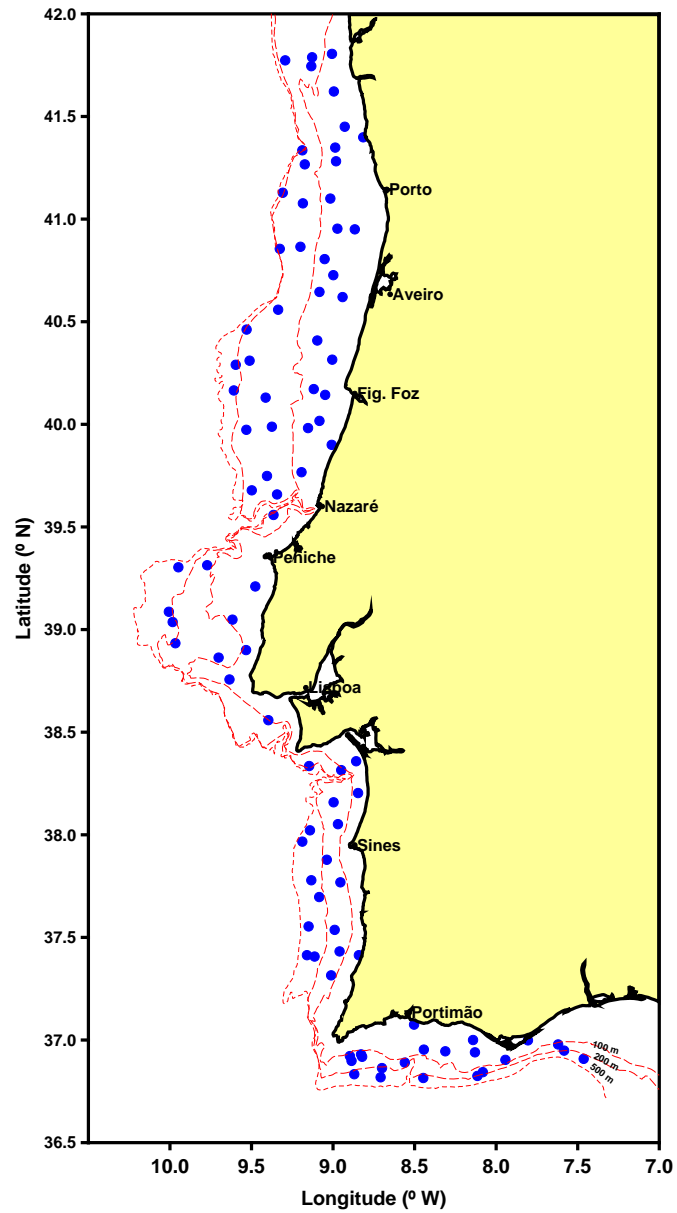 42.0
41.5
41.0
Porto
40.5
Aveiro
40.0
Fig. Foz
39.5
Nazaré
Peniche
Latitude (º N)
39.0
Lisboa
38.5
38.0
Sines
37.5
Portimão
37.0
100 m
200 m
500 m
36.5
10.0 9.5 9.0 8.5 8.0 7.5 7.0
Longitude (º W)